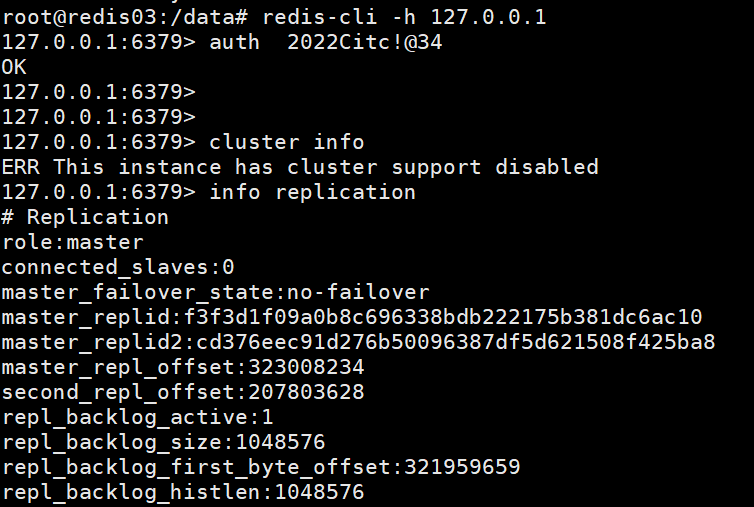 root@redis03:/data# redis-cli -h 127.0.0.1
127.0.0.1:6379> auth  2022Citc!@34
OK
127.0.0.1:6379>
127.0.0.1:6379>
127.0.0.1:6379> cluster info
ERR This instance has cluster support disabled
127.0.0.1:6379> info replication
# Replication
role:master
connected_slaves:0
master_failover_state:no-failover
master_replid:f3f3d1f09a0b8c696338bdb222175b381dc6ac10
master_replid2:cd376eec91d276b50096387df5d621508f425ba8
master_repl_offset:323008234
second_repl_offset:207803628
repl_backlog_active:1
repl_backlog_size:1048576
repl_backlog_first_byte_offset:321959659
repl_backlog_histlen:1048576